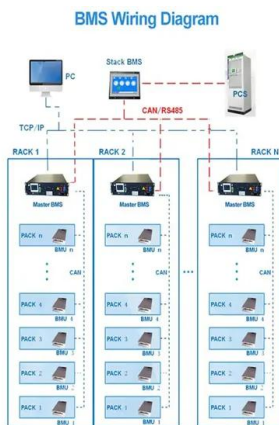 BMS Wiring Diagram
PC
Stack BMS
PCS
CAN/RS485
TCP/IP
RACK 1
RACK 2
RACK N
Master BMS
Master BMS
Master BMS
PACK n
PACK n
PACK n
BMU n
BMU n
BMU n
CAN
CAN
CAN
PACK 4
PACK 4
PACK 4
BMU 4
BMU 4
BMU 4
PACK 3
PACK 3
PACK 3
BMU 3
BMU 3
BMU 3
PACK 2
PACK 2
PACK 2
BMU 2
BMU 2
BMU 2
PACK 1
PACK 1
PACK 1
BMU 1
BMU 1
BMU 1